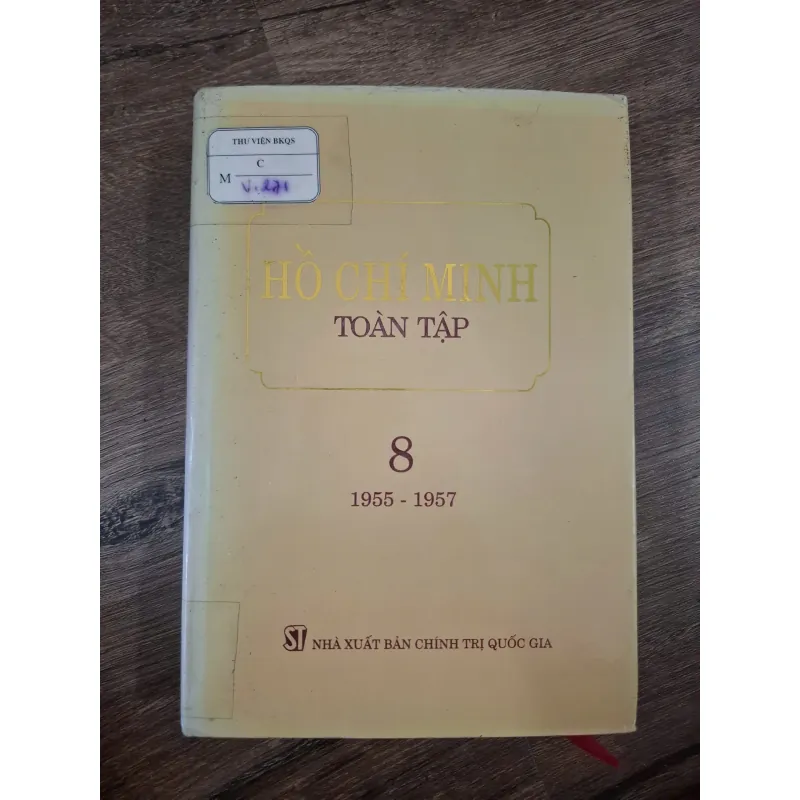 THƯ VIỆN BKQS
C
M
V.271
HỒ CHÍ MINH
TOÀN TẬP
8
1955 - 1957
ST NHÀ XUẤT BẢN CHÍNH TRỊ QUỐC GIA